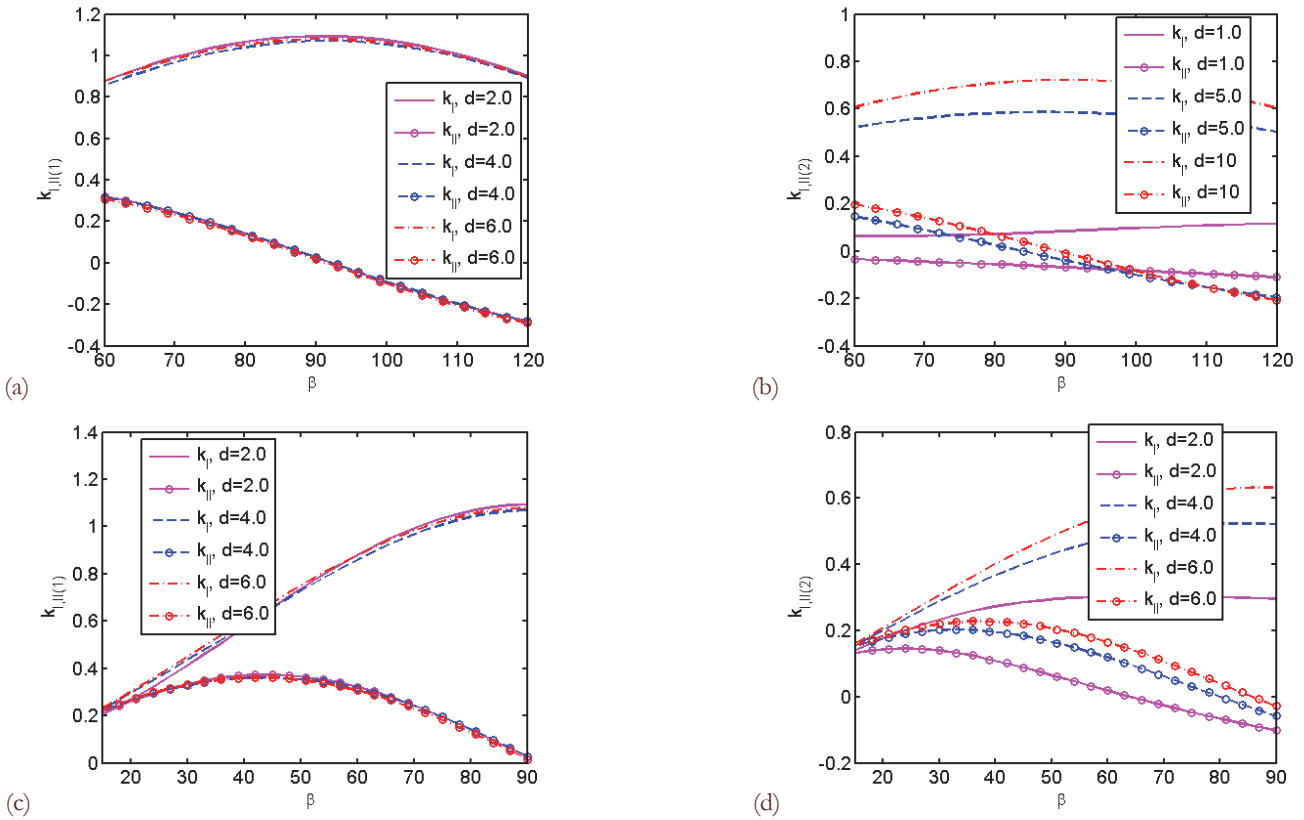 1.2
1
0.8
0.6
0.4
0.2
0
-0.2
-0.4
60 70 80 90 100 110 120
k_{I,II(1)}
β
k_I, d=2.0
k_II, d=2.0
k_I, d=4.0
k_II, d=4.0
k_I, d=6.0
k_II, d=6.0
(a)
1
0.8
0.6
0.4
0.2
0
-0.2
-0.4
60 70 80 90 100 110 120
k_{I,II(2)}
β
k_I, d=1.0
k_II, d=1.0
k_I, d=5.0
k_II, d=5.0
k_I, d=10
k_II, d=10
(b)
1.4
1.2
1
0.8
0.6
0.4
0.2
0
20 30 40 50 60 70 80 90
k_{I,II(1)}
β
k_I, d=2.0
k_II, d=2.0
k_I, d=4.0
k_II, d=4.0
k_I, d=6.0
k_II, d=6.0
(c)
0.8
0.6
0.4
0.2
0
-0.2
20 30 40 50 60 70 80 90
k_{I,II(2)}
β
k_I, d=2.0
k_II, d=2.0
k_I, d=4.0
k_II, d=4.0
k_I, d=6.0
k_II, d=6.0
(d)